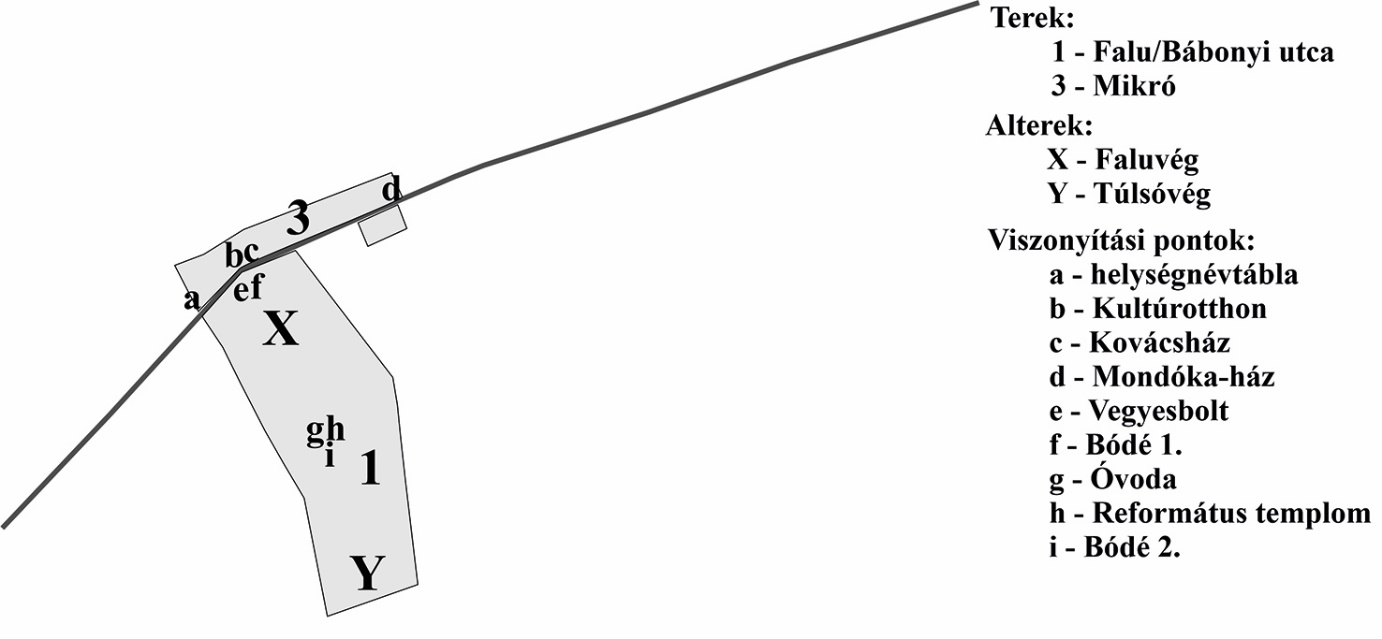 d
3
bc
a
ef
X
gh
i
1
Y
Terek:
1 - Falu/Bábonyi utca
3 - Mikró
Alterek:
X - Faluvég
Y - Túlsóvég
Viszonyítási pontok:
a - helységnévtábla
b - Kultúrotthon
c - Kovácsház
d - Mondóka-ház
e - Vegyesbolt
f - Bódé 1.
g - Óvoda
h - Református templom
i - Bódé 2.